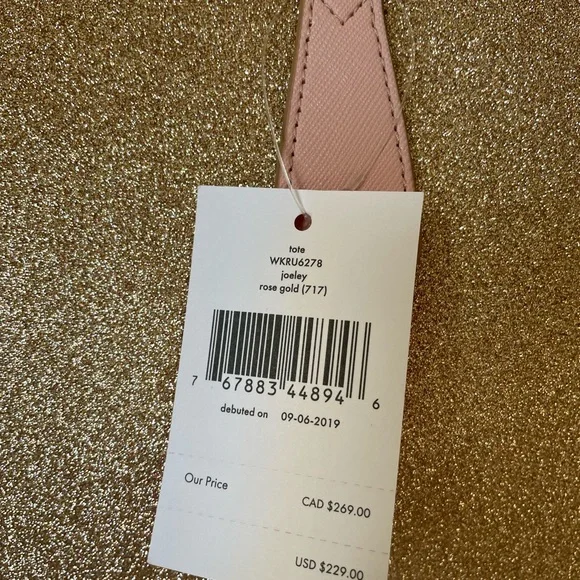 tote
WKRU6278
joeley
rose gold (717)
7 67883 44894 6
debuted on 09-06-2019
Our Price
CAD $269.00
USD $229.00